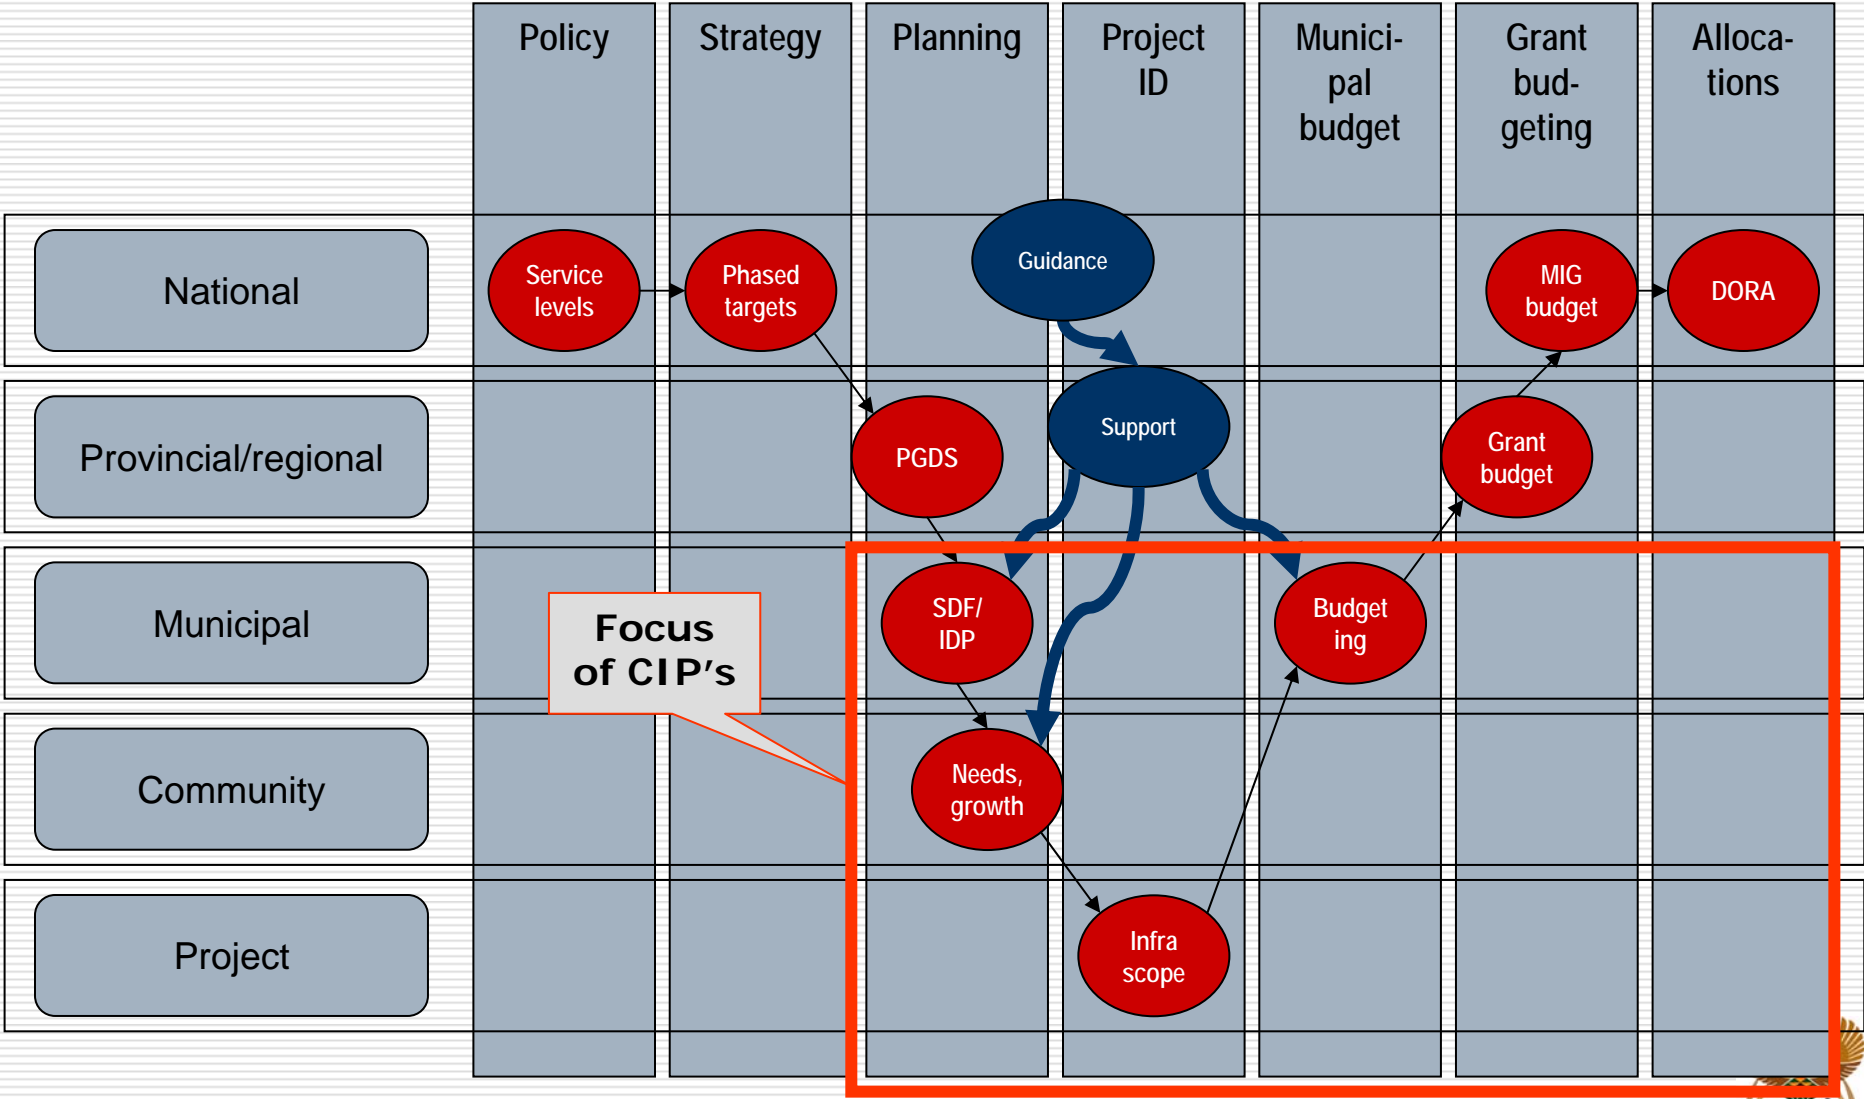 Policy
Strategy
Planning
Project
ID
Munici-
pal
budget
Grant
bud-
geting
Alloca-
tions
National
Service
levels
Phased
targets
Guidance
MIG
budget
DORA
Provincial/regional
PGDS
Support
Grant
budget
Municipal
Focus
of CIP's
SDF/
IDP
Budget
ing
Community
Needs,
growth
Project
Infra
scope